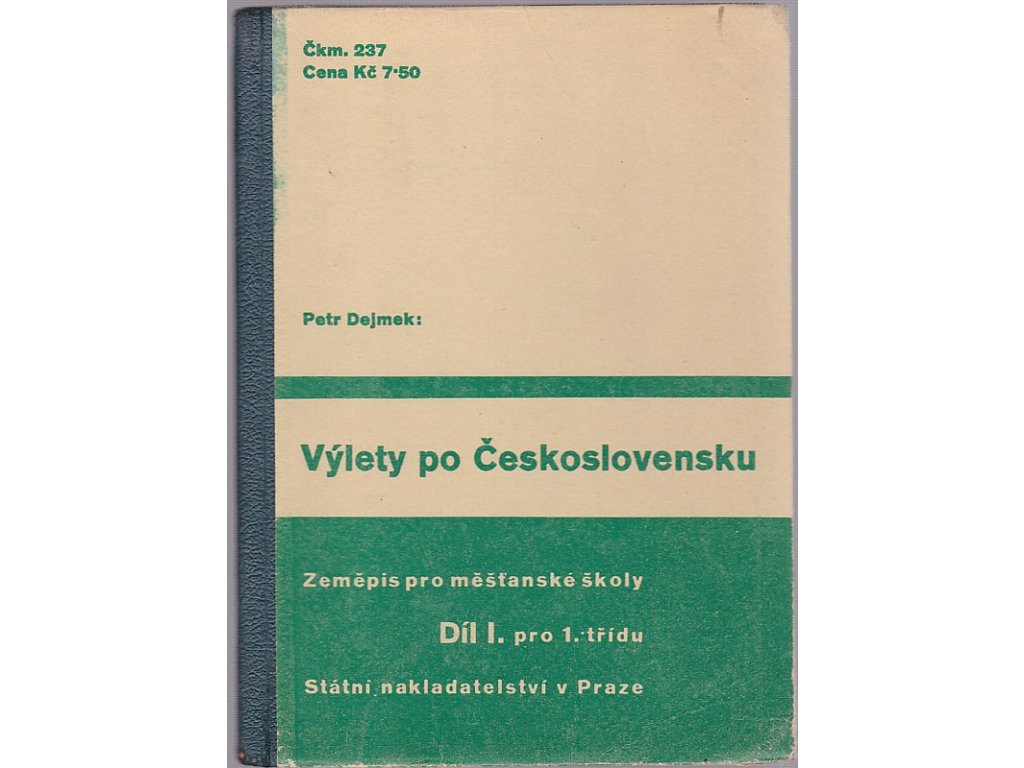 Čkm. 237
Cena Kč 7·50
Petr Dejmek:
Výlety po Československu
Zeměpis pro měšťanské školy
Díl I. pro 1. třídu
Státní nakladatelství v Praze